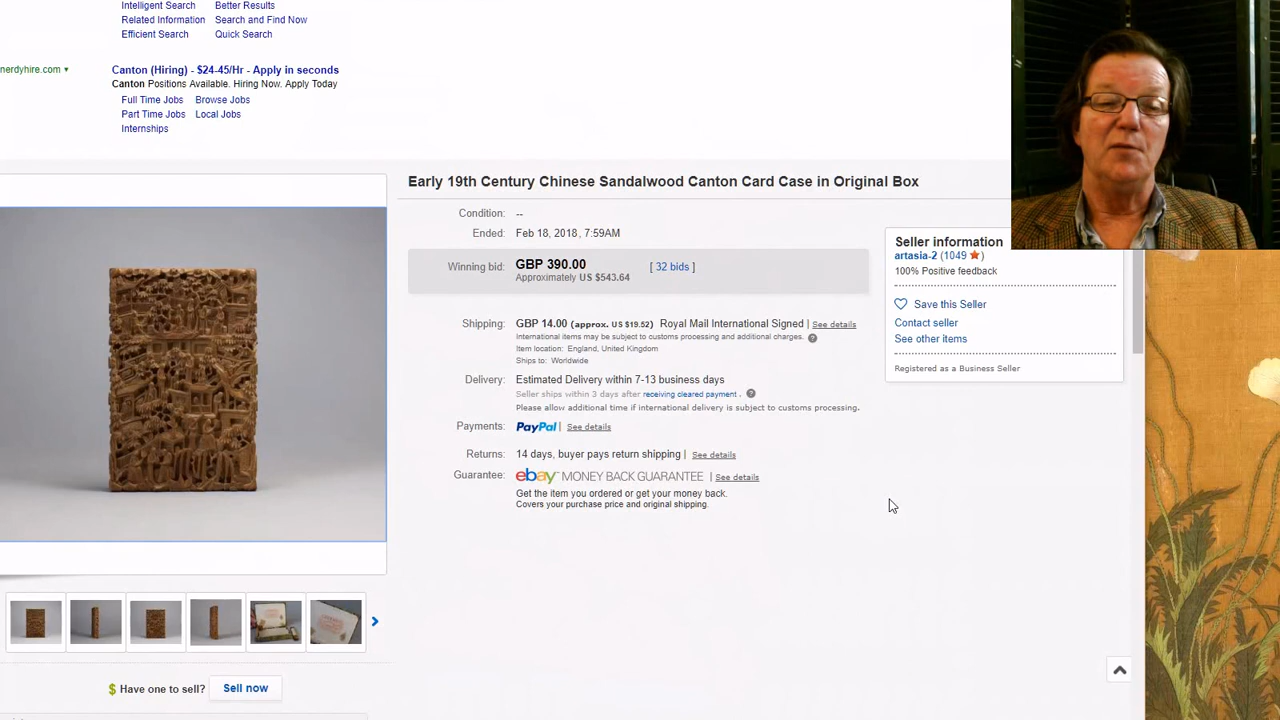 Intelligent Search Better Results
Related Information Search and Find Now
Efficient Search Quick Search
nerdyhire.com
Canton (Hiring) - $24-45/Hr - Apply in seconds
Canton Positions Available. Hiring Now. Apply Today
Full Time Jobs Browse Jobs
Part Time Jobs Local Jobs
Internships
Early 19th Century Chinese Sandalwood Canton Card Case in Original Box
Condition: --
Ended: Feb 18, 2018 , 7:59AM
Winning bid: GBP 390.00 [ 32 bids ]
Approximately US $543.64
Shipping: GBP 14.00 (approx. US $19.52) Royal Mail International Signed | See details
International items may be subject to customs processing and additional charges.
Item location: England, United Kingdom
Ships to: Worldwide
Delivery: Estimated Delivery within 7-13 business days
Seller ships within 3 days after receiving cleared payment .
Please allow additional time if international delivery is subject to customs processing.
Payments: PayPal | See details
Returns: 14 days, buyer pays return shipping | See details
Guarantee: ebay MONEY BACK GUARANTEE | See details
Get the item you ordered or get your money back.
Covers your purchase price and original shipping.
Seller information
artasia-2 (1049 )
100% Positive feedback
Save this Seller
Contact seller
See other items
Registered as a Business Seller
$ Have one to sell? Sell now